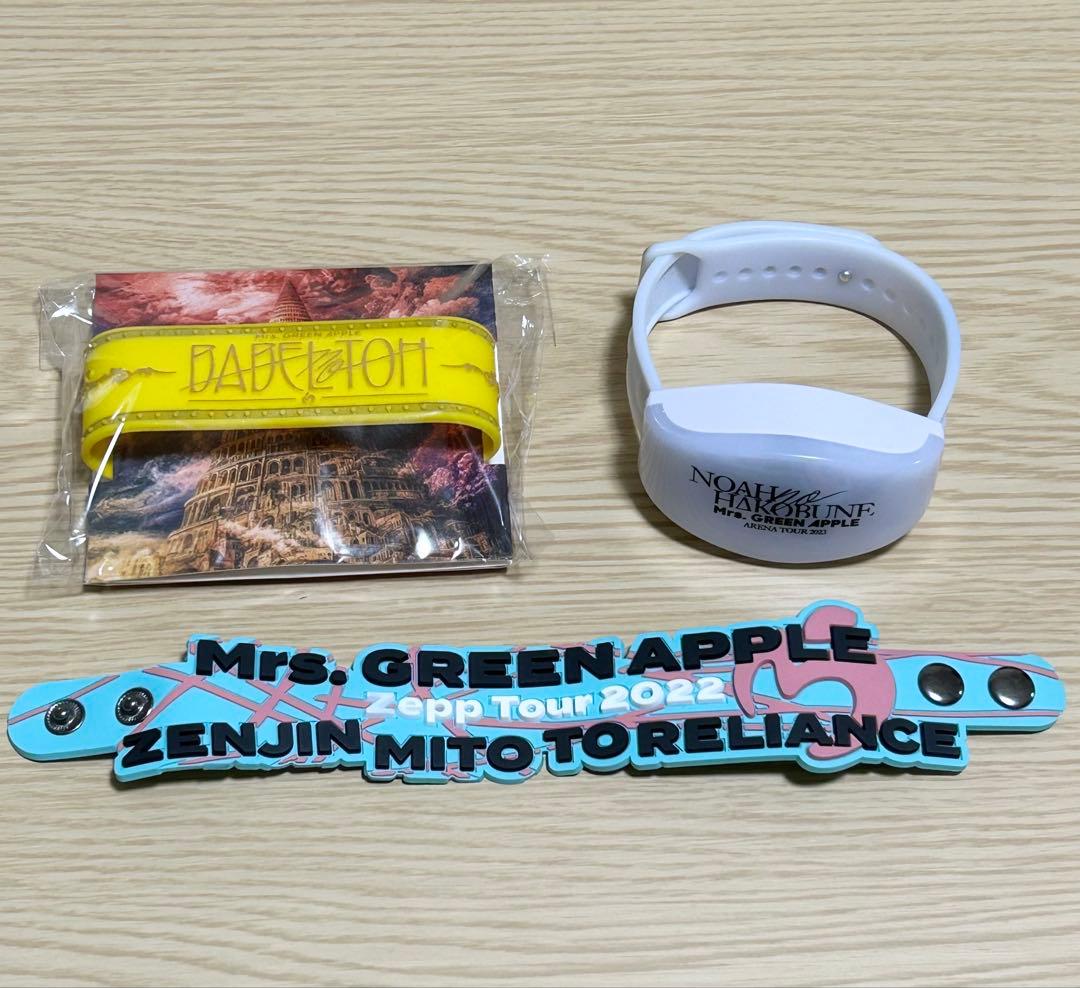 Mrs. GREEN APPLE
BABEL no TOH
NOAH no
HAKOBUNE
Mrs. GREEN APPLE
ARENA TOUR 2023
Mrs. GREEN APPLE
Zepp Tour 2022
ZENJIN MITO TO RELIANCE